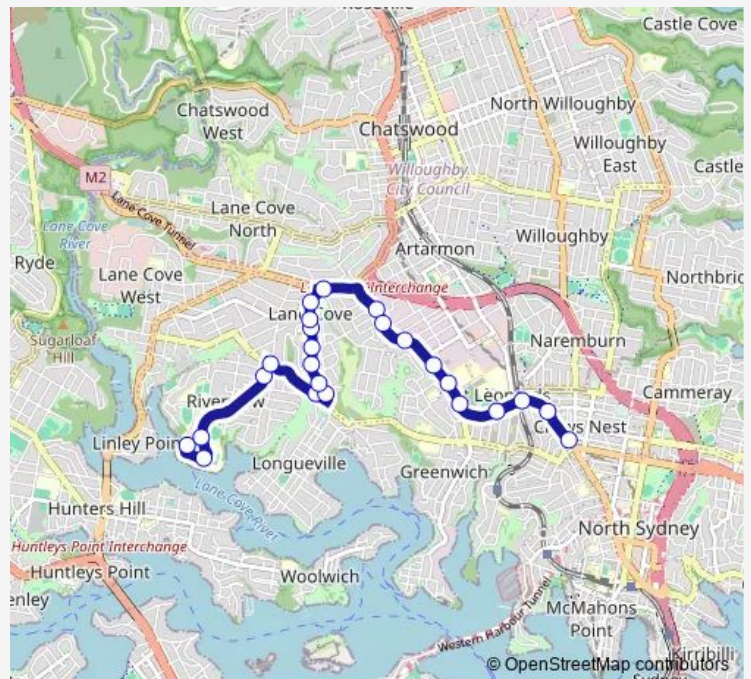 Castle Cove
North Willoughby
Chatswood
West
Chatswood
Willoughby
East
Castle
Willoughby
City Council
M2
Lane Cove Tunnel
Lane Cove
North
Lane Cove
River
Willoughby
Artarmon
Ryde
Lane Cove
West
Northbridge
Interchange
Lane Cove
Sugarloaf
Hill
Naremburn
Cammeray
Riverview
Crows Nest
Linley Point
Longueville
Greenwich
Lane Cove River
Hunters Hill
North Sydney
Huntleys Point Interchange
Huntleys Point
Woolwich
McMahons
Point
Western Harbour Tunnel
Kirribilli
© OpenStreetMap contributors